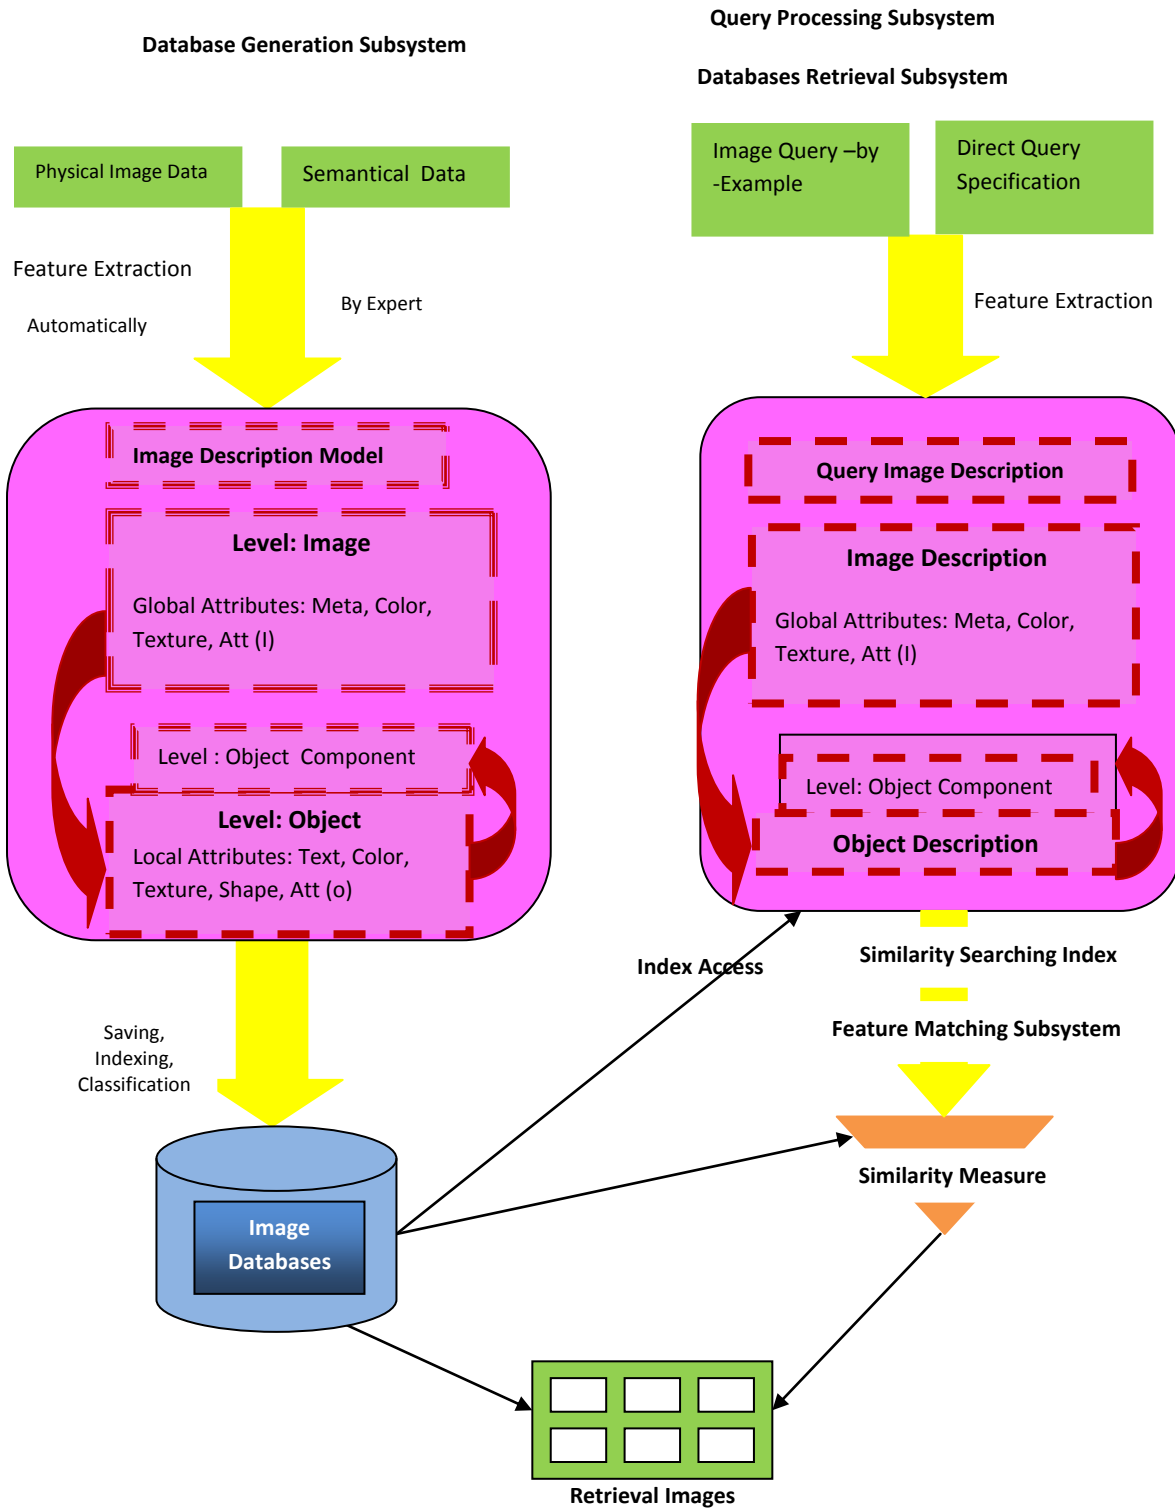 Database Generation Subsystem
Physical Image Data
Semantical  Data
Feature Extraction
Automatically
By Expert
Image Description Model
Level: Image
Global Attributes: Meta, Color,
Texture, Att (I)
Level : Object  Component
Level: Object
Local Attributes: Text, Color,
Texture, Shape, Att (o)
Saving,
Indexing,
Classification
Image
Databases
Query Processing Subsystem
Databases Retrieval Subsystem
Image Query –by
-Example
Direct Query
Specification
Feature Extraction
Query Image Description
Image Description
Global Attributes: Meta, Color,
Texture, Att (I)
Level: Object Component
Object Description
Index Access
Similarity Searching Index
Feature Matching Subsystem
Similarity Measure
Retrieval Images